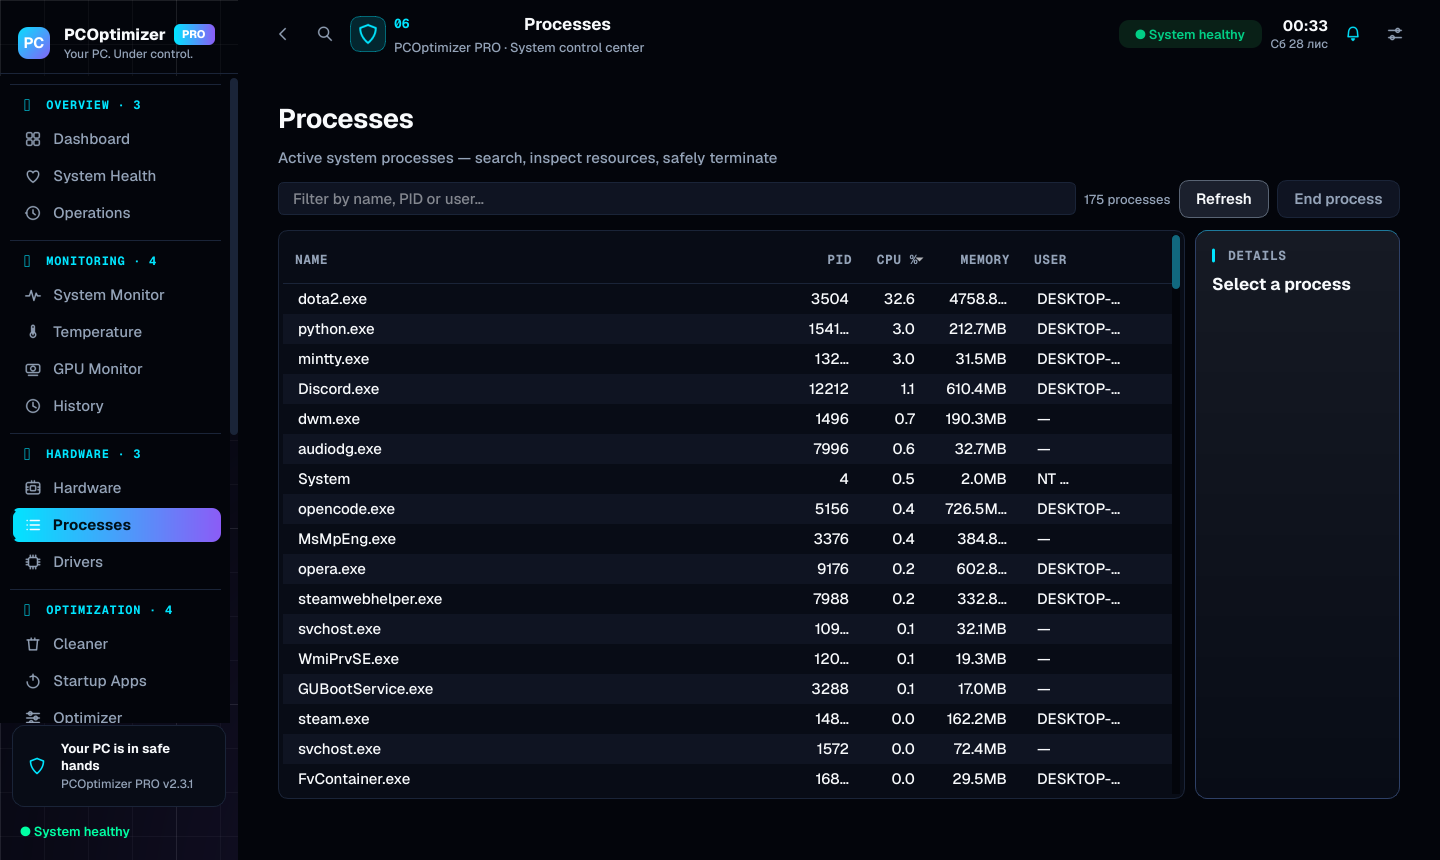 PC
PCOptimizer PRO
Your PC. Under control.
OVERVIEW · 3
Dashboard
System Health
Operations
MONITORING · 4
System Monitor
Temperature
GPU Monitor
History
HARDWARE · 3
Hardware
Processes
Drivers
OPTIMIZATION · 4
Cleaner
Startup Apps
Optimizer
Your PC is in safe
hands
PCOptimizer PRO v2.3.1
System healthy
06
Processes
PCOptimizer PRO · System control center
System healthy
00:33
Сб 28 лис
Processes
Active system processes — search, inspect resources, safely terminate
Filter by name, PID or user...
175 processes
Refresh
End process
NAME PID CPU % MEMORY USER
dota2.exe 3504 32.6 4758.8... DESKTOP-...
python.exe 1541... 3.0 212.7MB DESKTOP-...
mintty.exe 132... 3.0 31.5MB DESKTOP-...
Discord.exe 12212 1.1 610.4MB DESKTOP-...
dwm.exe 1496 0.7 190.3MB —
audiodg.exe 7996 0.6 32.7MB —
System 4 0.5 2.0MB NT ...
opencode.exe 5156 0.4 726.5M... DESKTOP-...
MsMpEng.exe 3376 0.4 384.8... —
opera.exe 9176 0.2 602.8... DESKTOP-...
steamwebhelper.exe 7988 0.2 332.8... DESKTOP-...
svchost.exe 109... 0.1 32.1MB —
WmiPrvSE.exe 120... 0.1 19.3MB —
GUBootService.exe 3288 0.1 17.0MB —
steam.exe 148... 0.0 162.2MB DESKTOP-...
svchost.exe 1572 0.0 72.4MB —
FvContainer.exe 168... 0.0 29.5MB DESKTOP-...
DETAILS
Select a process